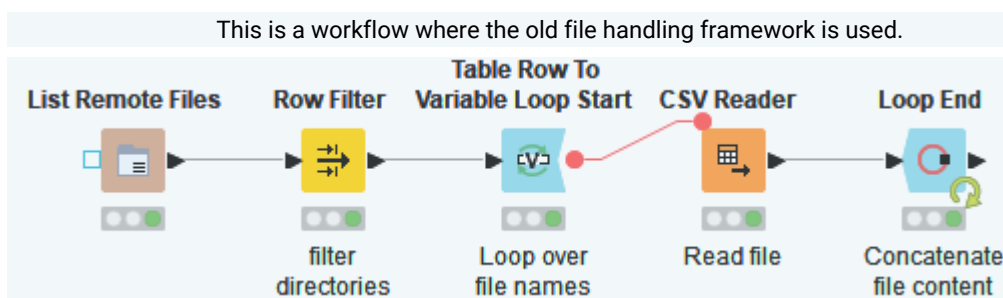 This is a workflow where the old file handling framework is used.
List Remote Files
Row Filter
Table Row To
Variable Loop Start
CSV Reader
Loop End
V
filter
directories
Loop over
file names
Read file
Concatenate
file content